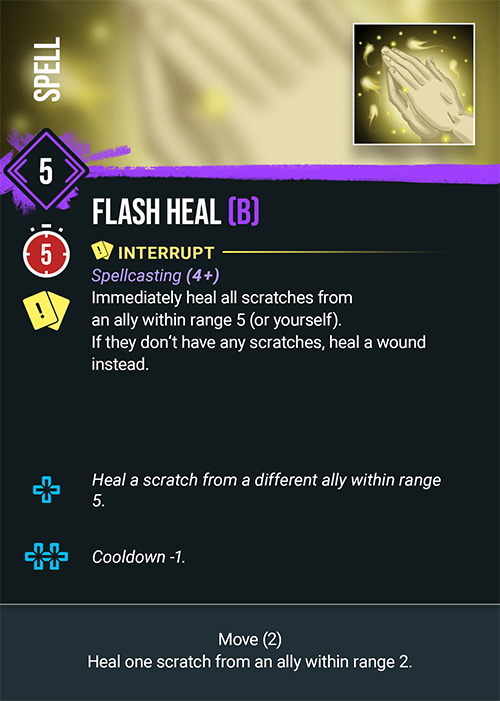 SPELL
5
FLASH HEAL (B)
5
! INTERRUPT
Spellcasting (4+)
!
Immediately heal all scratches from
an ally within range 5 (or yourself).
If they don't have any scratches, heal a wound
instead.
Heal a scratch from a different ally within range
5.
Cooldown -1.
Move (2)
Heal one scratch from an ally within range 2.